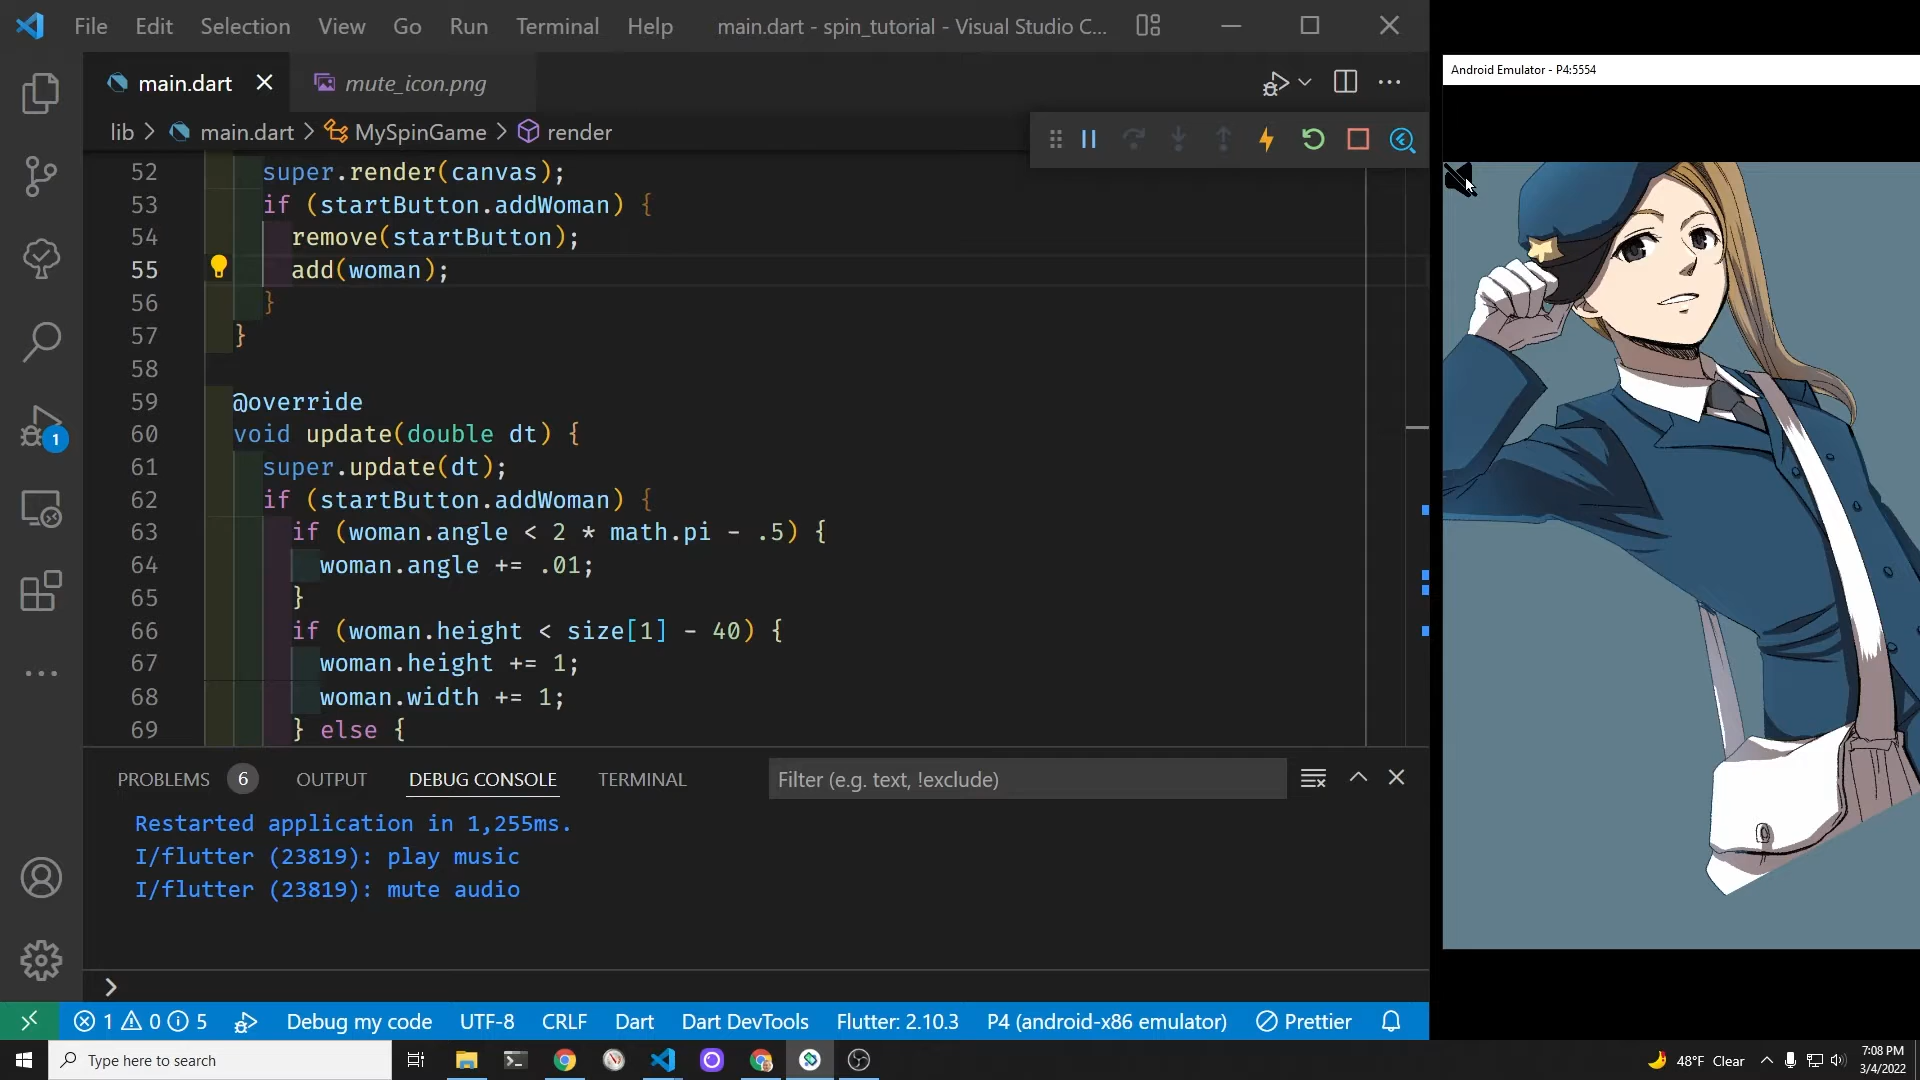 File Edit Selection View Go Run Terminal Help main.dart - spin_tutorial - Visual Studio C...
main.dart mute_icon.png
lib > main.dart > MySpinGame > render
Android Emulator - P4:5554
52 super.render(canvas);
53 if (startButton.addWoman) {
54 remove(startButton);
55 add(woman);
56 }
57 }
58
59 @override
60 void update(double dt) {
61 super.update(dt);
62 if (startButton.addWoman) {
63 if (woman.angle < 2 * math.pi - .5) {
64 woman.angle += .01;
65 }
66 if (woman.height < size[1] - 40) {
67 woman.height += 1;
68 woman.width += 1;
69 } else {
1
PROBLEMS 6 OUTPUT DEBUG CONSOLE TERMINAL Filter (e.g. text, !exclude)
Restarted application in 1,255ms.
I/flutter (23819): play music
I/flutter (23819): mute audio
>
1 0 5 Debug my code UTF-8 CRLF Dart Dart DevTools Flutter: 2.10.3 P4 (android-x86 emulator) Prettier
Type here to search 48°F Clear 7:08 PM
3/4/2022